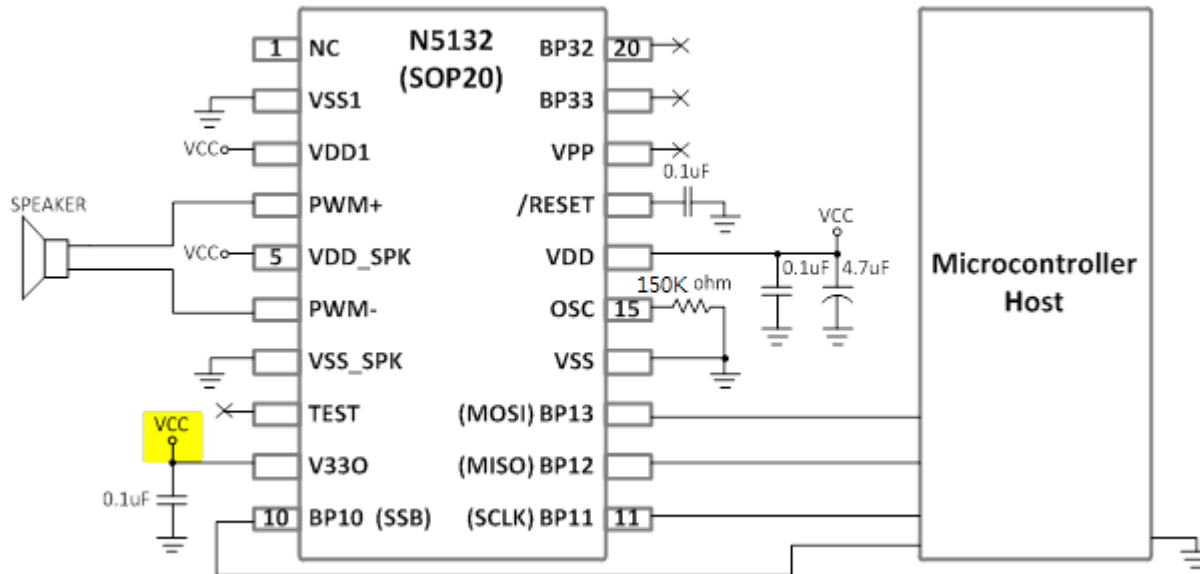 N5132
(SOP20)
1 NC
VSS1
VCC VDD1
SPEAKER
PWM+
VCC 5 VDD_SPK
PWM-
VSS_SPK
TEST
VCC
V33O
0.1uF
10 BP10 (SSB)
BP32 20
BP33
VPP
0.1uF
/RESET
VCC
VDD
0.1uF 4.7uF
150K ohm
OSC 15
VSS
(MOSI) BP13
(MISO) BP12
(SCLK) BP11 11
Microcontroller
Host